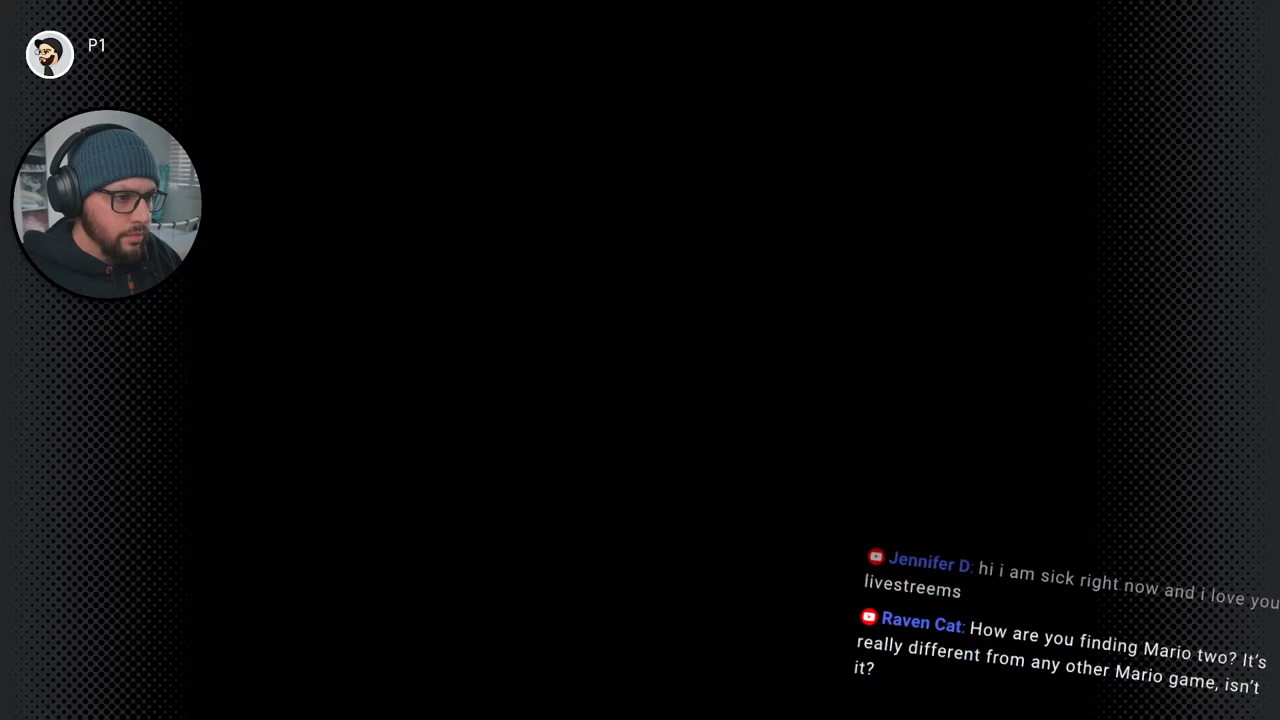 P1
Jennifer D: hi i am sick right now and i love you
livestreems
Raven Cat: How are you finding Mario two? It's
really different from any other Mario game, isn't
it?